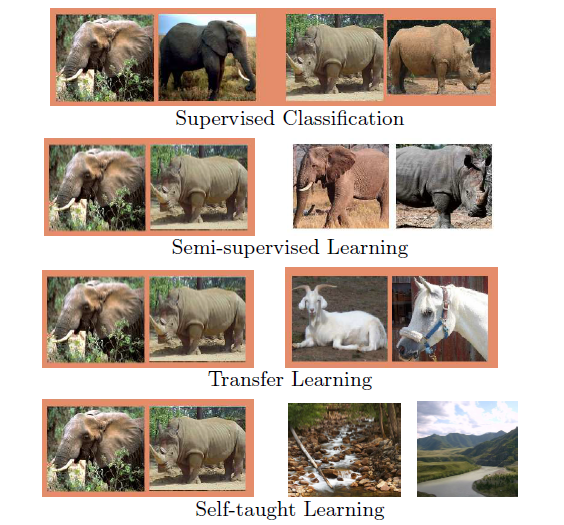 Supervised Classification
Semi-supervised Learning
Transfer Learning
Self-taught Learning